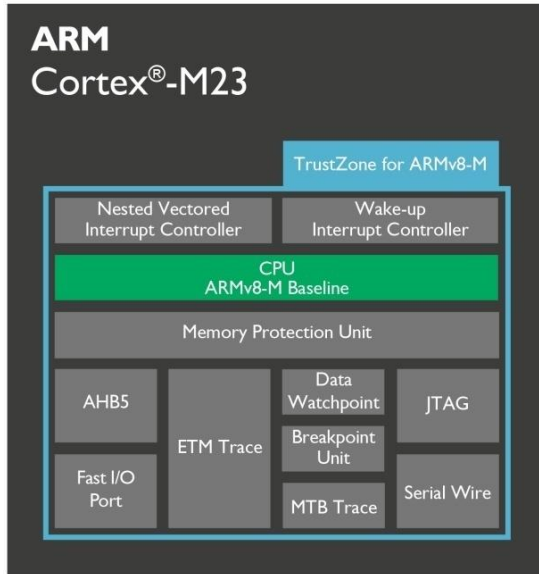 ARM
Cortex®-M23
TrustZone for ARMv8-M
Nested Vectored
Interrupt Controller
Wake-up
Interrupt Controller
CPU
ARMv8-M Baseline
Memory Protection Unit
AHB5
Fast I/O
Port
ETM Trace
Data
Watchpoint
Breakpoint
Unit
MTB Trace
JTAG
Serial Wire